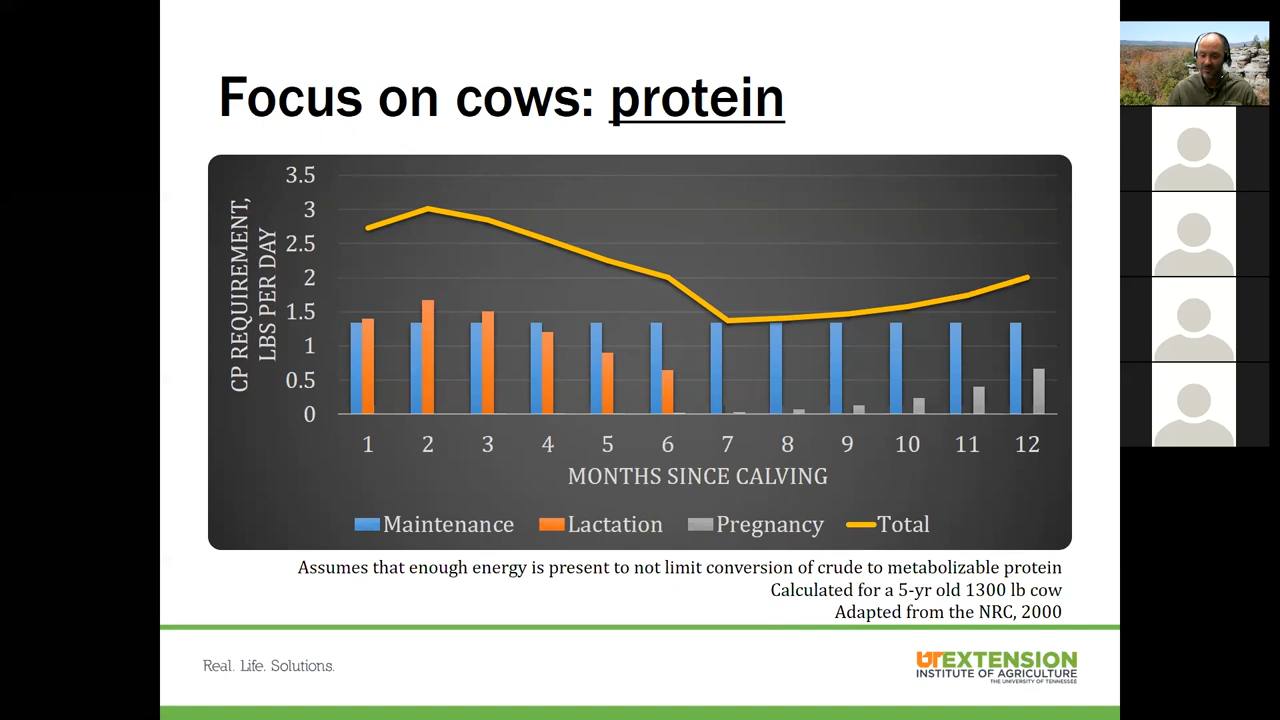 Focus on cows: protein
3.5
3
2.5
2
1.5
1
0.5
0
CP REQUIREMENT,
LBS PER DAY
1 2 3 4 5 6 7 8 9 10 11 12
MONTHS SINCE CALVING
Maintenance Lactation Pregnancy Total
Assumes that enough energy is present to not limit conversion of crude to metabolizable protein
Calculated for a 5-yr old 1300 lb cow
Adapted from the NRC, 2000
Real. Life. Solutions.
UT EXTENSION
INSTITUTE OF AGRICULTURE
THE UNIVERSITY OF TENNESSEE